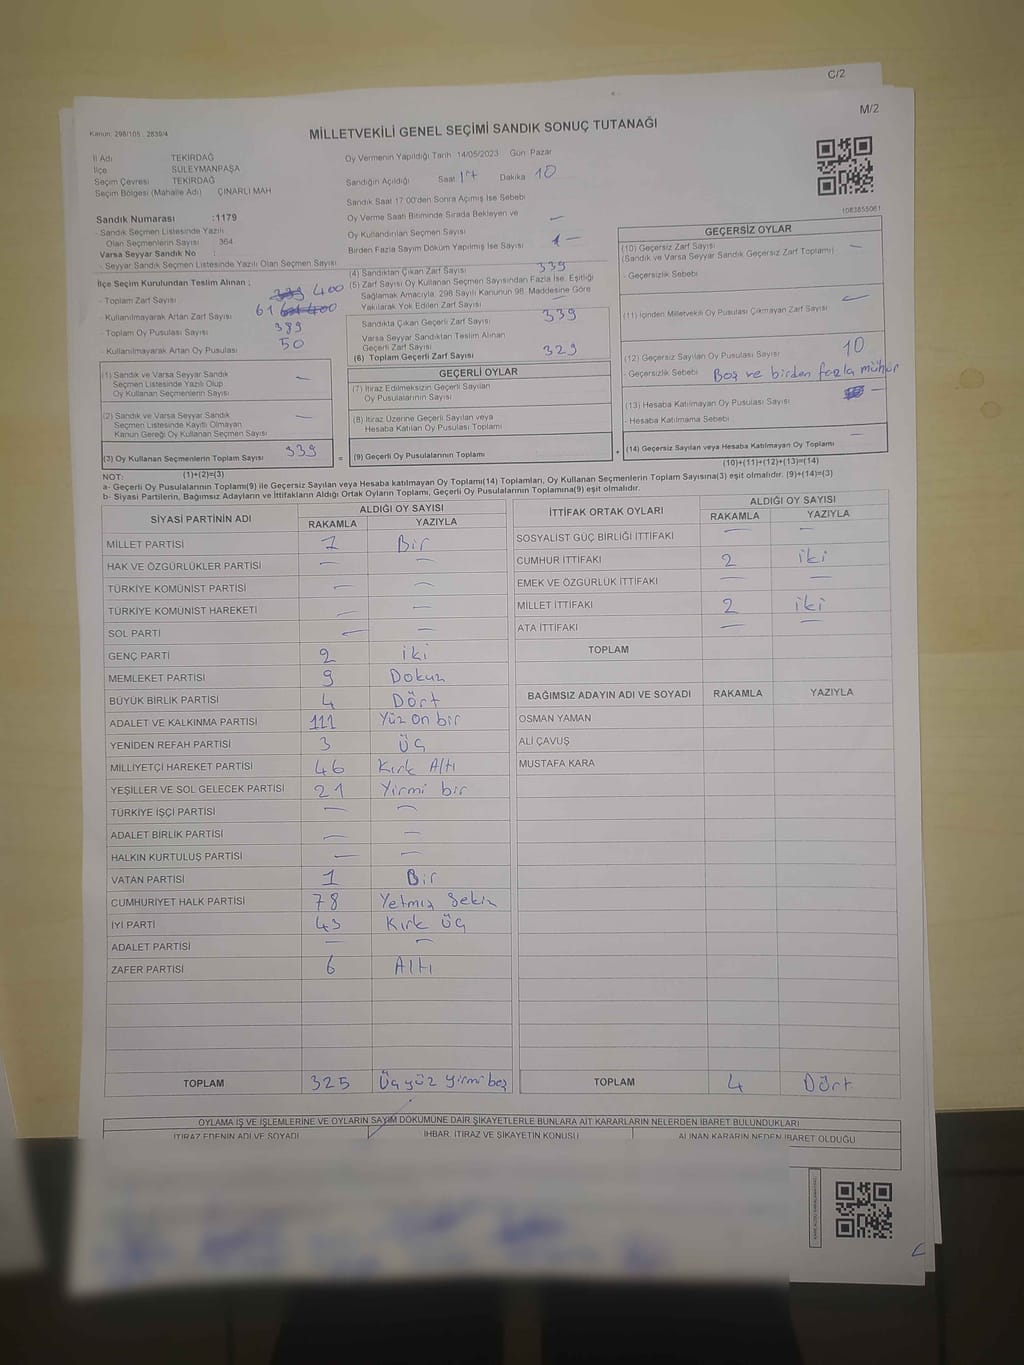 C/2
M/2
Kanun: 298/105 , 2839/4
MİLLETVEKİLİ GENEL SEÇİMİ SANDIK SONUÇ TUTANAĞI
İl Adı TEKİRDAĞ
İlçe SÜLEYMANPAŞA
Seçim Çevresi TEKİRDAĞ
Seçim Bölgesi (Mahalle Adı) ÇINARLI MAH
Sandık Numarası :1179
- Sandık Seçmen Listesinde Yazılı
Olan Seçmenlerin Sayısı 364
Varsa Seyyar Sandık No :
- Seyyar Sandık Seçmen Listesinde Yazılı Olan Seçmen Sayısı
Oy Vermenin Yapıldığı Tarih 14/05/2023 Gün Pazar
Sandığın Açıldığı Saat 17 Dakika 10
Sandık Saat 17.00'den Sonra Açımış İse Sebebi
Oy Verme Saati Bitiminde Sırada Bekleyen ve
Oy Kullandırılan Seçmen Sayısı —
Birden Fazla Sayım Döküm Yapılmış İse Sayısı 1 —
1083855061
İlçe Seçim Kurulundan Teslim Alınan :
- Toplam Zarf Sayısı 400
- Kullanılmayarak Artan Zarf Sayısı 61
- Toplam Oy Pusulası Sayısı 389
- Kullanılmayarak Artan Oy Pusulası 50
(4) Sandıktan Çıkan Zarf Sayısı 339
(5) Zarf Sayısı Oy Kullanan Seçmen Sayısından Fazla İse, Eşitliği
Sağlamak Amacıyla, 298 Sayılı Kanunun 98. Maddesine Göre
Yakılarak Yok Edilen Zarf Sayısı —
Sandıkta Çıkan Geçerli Zarf Sayısı 339
Varsa Seyyar Sandıktan Teslim Alınan
Geçerli Zarf Sayısı
(6) Toplam Geçerli Zarf Sayısı 329
GEÇERSİZ OYLAR
(10) Geçersiz Zarf Sayısı —
(Sandık ve Varsa Seyyar Sandık Geçersiz Zarf Toplamı)
- Geçersizlik Sebebi
(11) İçinden Milletvekili Oy Pusulası Çıkmayan Zarf Sayısı —
(12) Geçersiz Sayılan Oy Pusulası Sayısı 10
- Geçersizlik Sebebi Boş ve birden fazla mühür
(13) Hesaba Katılmayan Oy Pusulası Sayısı —
- Hesaba Katılmama Sebebi
(14) Geçersiz Sayılan veya Hesaba Katılmayan Oy Toplamı —
(10)+(11)+(12)+(13)=(14)
(1) Sandık ve Varsa Seyyar Sandık
Seçmen Listesinde Yazılı Olup
Oy Kullanan Seçmenlerin Sayısı —
(2) Sandık ve Varsa Seyyar Sandık
Seçmen Listesinde Kayıtlı Olmayan
Kanun Gereği Oy Kullanan Seçmen Sayısı —
(3) Oy Kullanan Seçmenlerin Toplam Sayısı 339
(1)+(2)=(3)
GEÇERLİ OYLAR
(7) İtiraz Edilmeksizin Geçerli Sayılan
Oy Pusulalarının Sayısı
(8) İtiraz Üzerine Geçerli Sayılan veya
Hesaba Katılan Oy Pusulası Toplamı
= (9) Geçerli Oy Pusulalarının Toplamı +
NOT:
a- Geçerli Oy Pusulalarının Toplamı(9) ile Geçersiz Sayılan veya Hesaba katılmayan Oy Toplamı(14) Toplamları, Oy Kullanan Seçmenlerin Toplam Sayısına(3) eşit olmalıdır. (9)+(14)=(3)
b- Siyasi Partilerin, Bağımsız Adayların ve İttifakların Aldığı Ortak Oyların Toplamı, Geçerli Oy Pusulalarının Toplamına(9) eşit olmalıdır.
SİYASİ PARTİNİN ADI ALDIĞI OY SAYISI
RAKAMLA YAZIYLA
MİLLET PARTİSİ 1 Bir
HAK VE ÖZGÜRLÜKLER PARTİSİ — —
TÜRKİYE KOMÜNİST PARTİSİ — —
TÜRKİYE KOMÜNİST HAREKETİ — —
SOL PARTİ — —
GENÇ PARTİ 2 iki
MEMLEKET PARTİSİ 9 Dokuz
BÜYÜK BİRLİK PARTİSİ 4 Dört
ADALET VE KALKINMA PARTİSİ 111 Yüz On bir
YENİDEN REFAH PARTİSİ 3 Üç
MİLLİYETÇİ HAREKET PARTİSİ 46 Kırk Altı
YEŞİLLER VE SOL GELECEK PARTİSİ 21 Yirmi bir
TÜRKİYE İŞÇİ PARTİSİ — —
ADALET BİRLİK PARTİSİ — —
HALKIN KURTULUŞ PARTİSİ — —
VATAN PARTİSİ 1 Bir
CUMHURİYET HALK PARTİSİ 78 Yetmiş Sekiz
İYİ PARTİ 43 Kırk Üç
ADALET PARTİSİ — —
ZAFER PARTİSİ 6 Altı
TOPLAM 325 Üçyüz yirmi beş
İTTİFAK ORTAK OYLARI ALDIĞI OY SAYISI
RAKAMLA YAZIYLA
SOSYALİST GÜÇ BİRLİĞİ İTTİFAKI — —
CUMHUR İTTİFAKI 2 iki
EMEK VE ÖZGÜRLÜK İTTİFAKI — —
MİLLET İTTİFAKI 2 iki
ATA İTTİFAKI — —
TOPLAM
BAĞIMSIZ ADAYIN ADI VE SOYADI RAKAMLA YAZIYLA
OSMAN YAMAN
ALİ ÇAVUŞ
MUSTAFA KARA
TOPLAM 4 Dört
OYLAMA İŞ VE İŞLEMLERİNE VE OYLARIN SAYIM DÖKÜMÜNE DAİR ŞİKAYETLERLE BUNLARA AİT KARARLARIN NELERDEN İBARET BULUNDUKLARI
İTİRAZ EDENİN ADI VE SOYADI İHBAR, İTİRAZ VE ŞİKAYETİN KONUSU ALINAN KARARIN NEDEN İBARET OLDUĞU